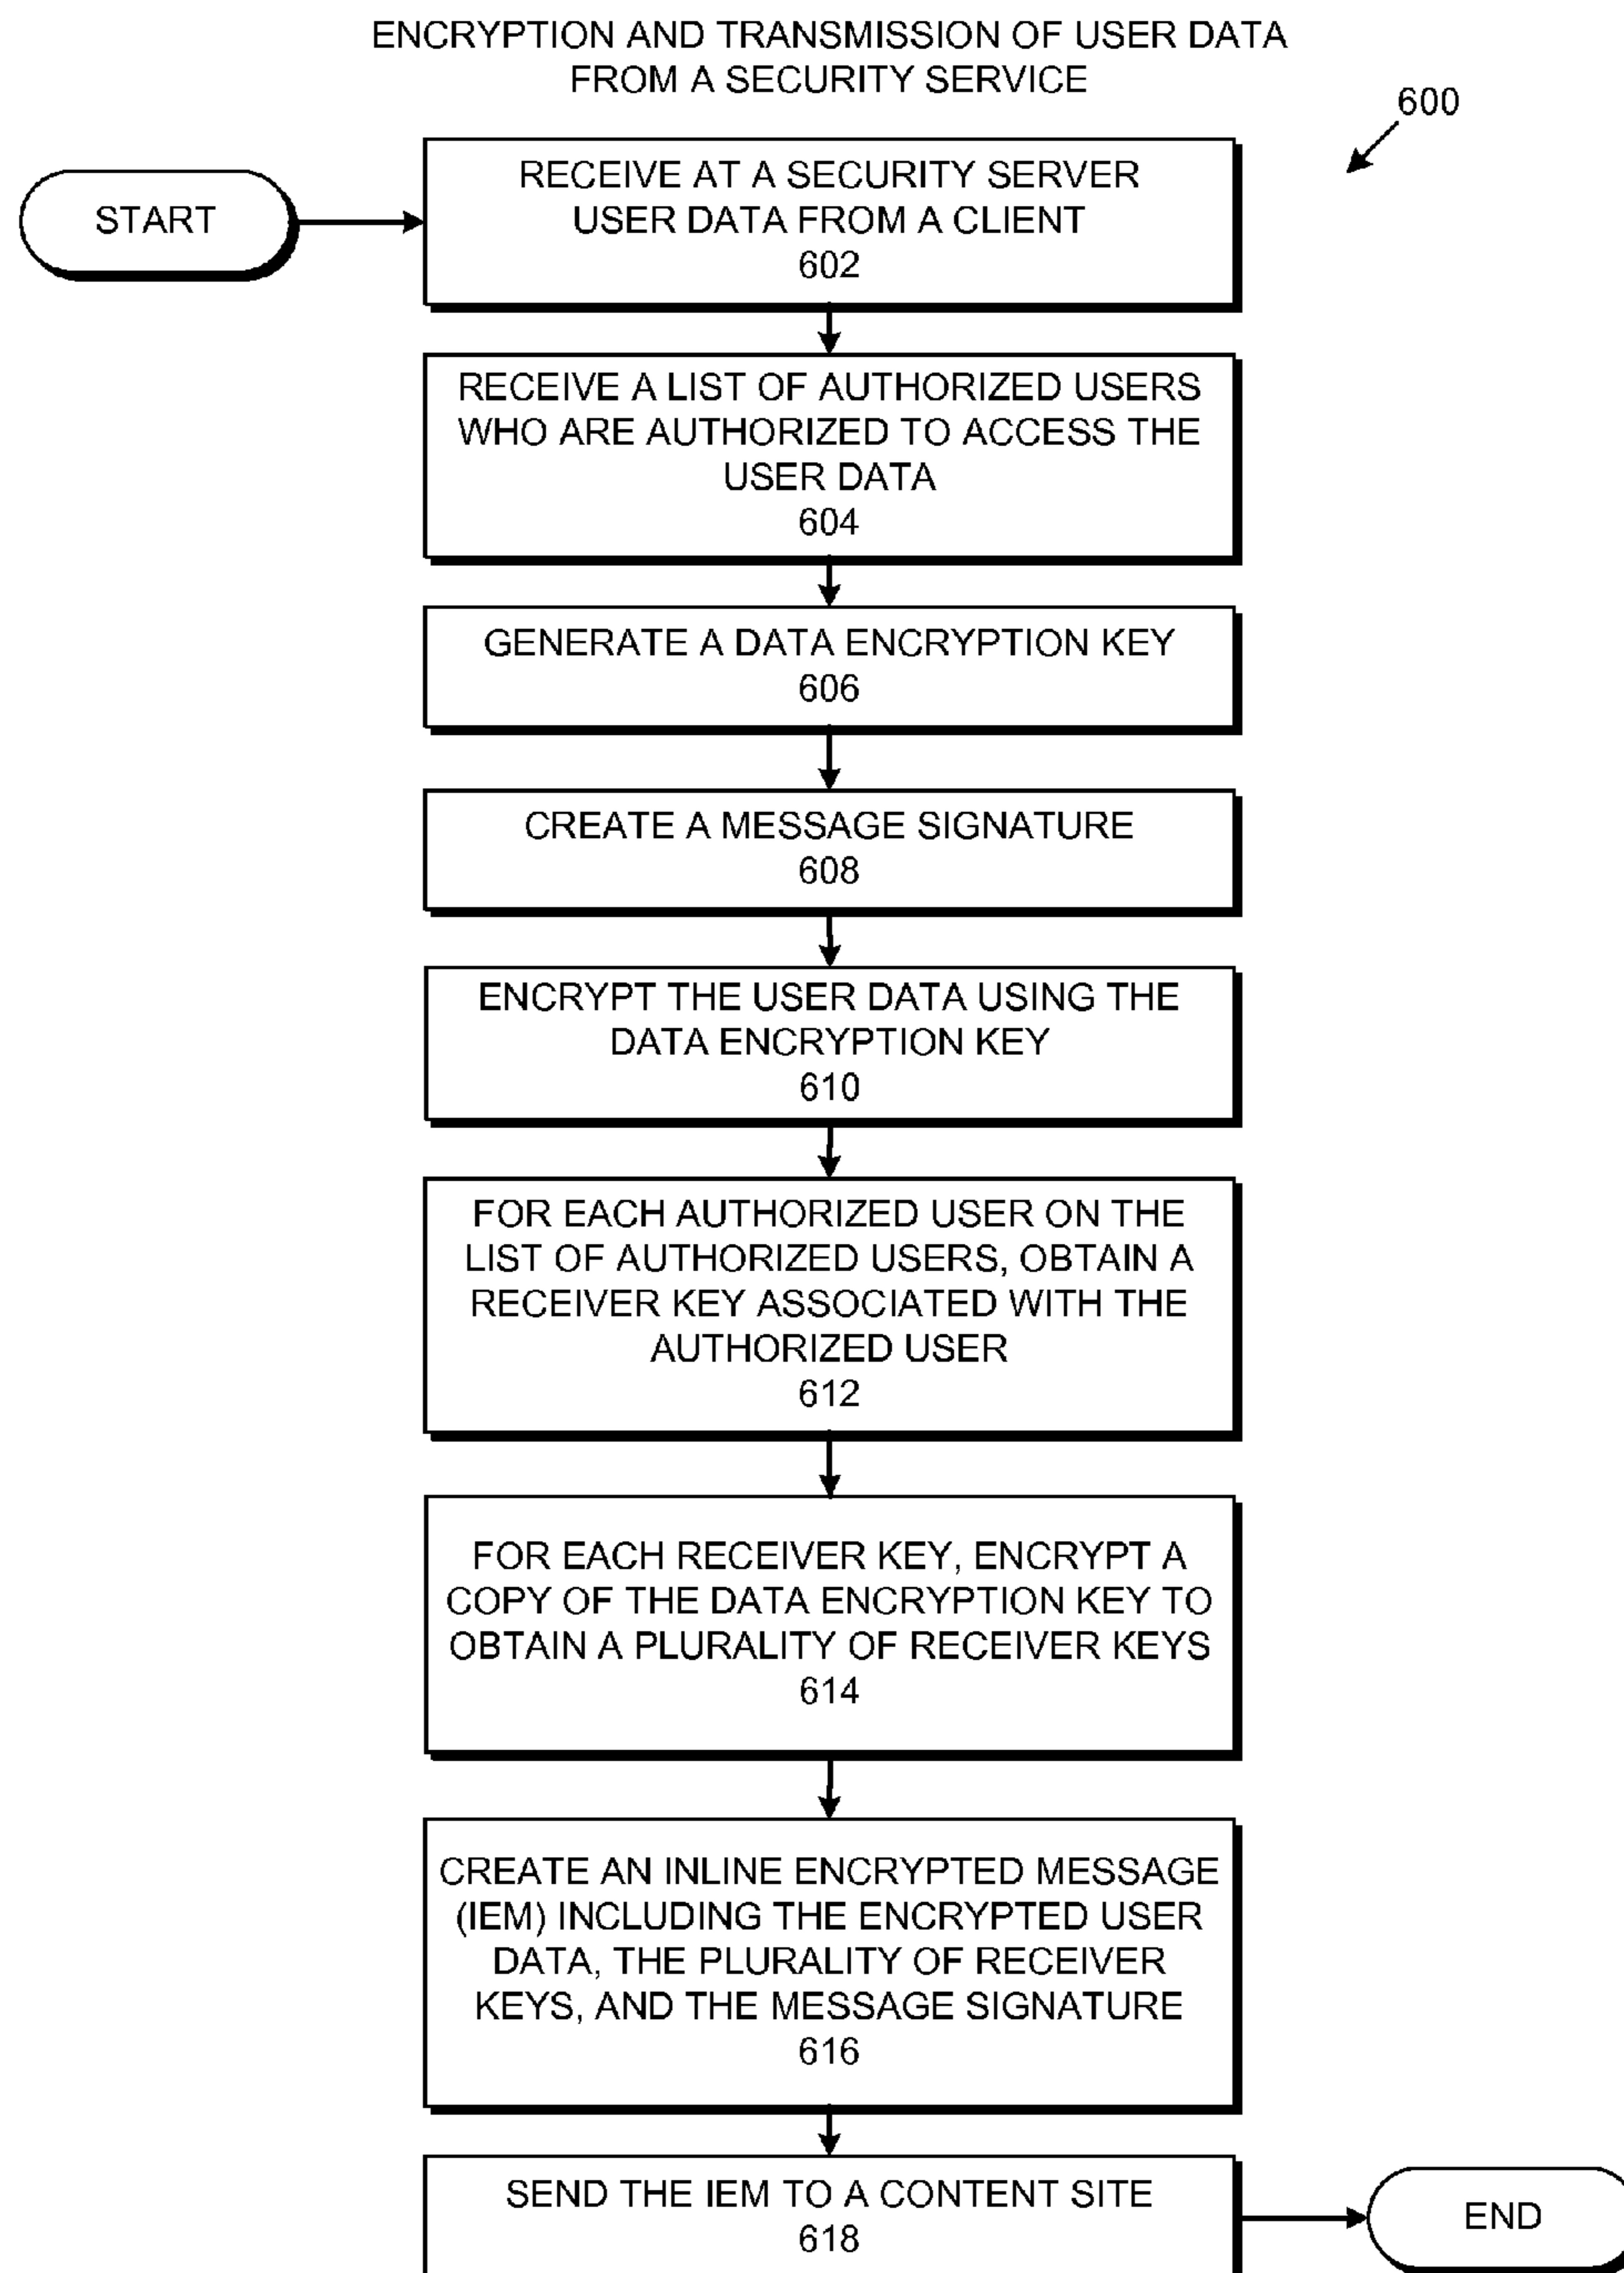 ENCRYPTION AND TRANSMISSION OF USER DATA
FROM A SECURITY SERVICE
600
START
RECEIVE AT A SECURITY SERVER
USER DATA FROM A CLIENT
602
RECEIVE A LIST OF AUTHORIZED USERS
WHO ARE AUTHORIZED TO ACCESS THE
USER DATA
604
GENERATE A DATA ENCRYPTION KEY
606
CREATE A MESSAGE SIGNATURE
608
ENCRYPT THE USER DATA USING THE
DATA ENCRYPTION KEY
610
FOR EACH AUTHORIZED USER ON THE
LIST OF AUTHORIZED USERS, OBTAIN A
RECEIVER KEY ASSOCIATED WITH THE
AUTHORIZED USER
612
FOR EACH RECEIVER KEY, ENCRYPT A
COPY OF THE DATA ENCRYPTION KEY TO
OBTAIN A PLURALITY OF RECEIVER KEYS
614
CREATE AN INLINE ENCRYPTED MESSAGE
(IEM) INCLUDING THE ENCRYPTED USER
DATA, THE PLURALITY OF RECEIVER
KEYS, AND THE MESSAGE SIGNATURE
616
SEND THE IEM TO A CONTENT SITE
618
END